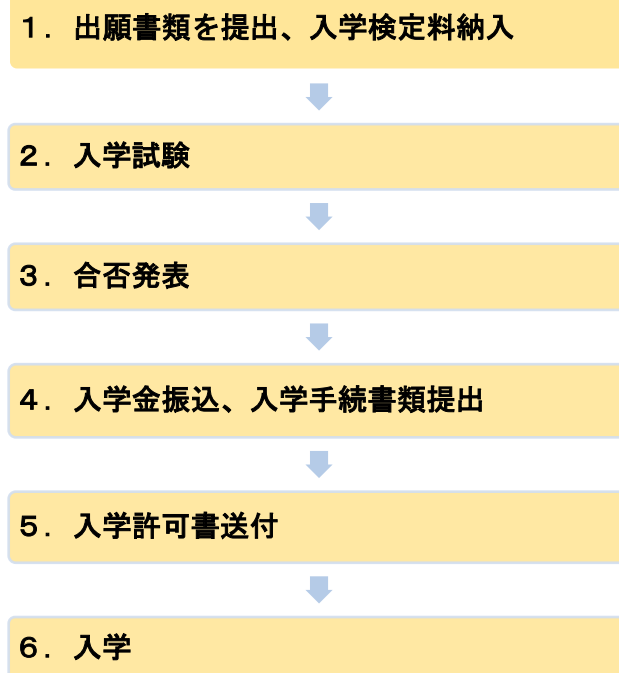 １．出願書類を提出、入学検定料納入
２．入学試験
３．合否発表
４．入学金振込、入学手続書類提出
５．入学許可書送付
６．入学